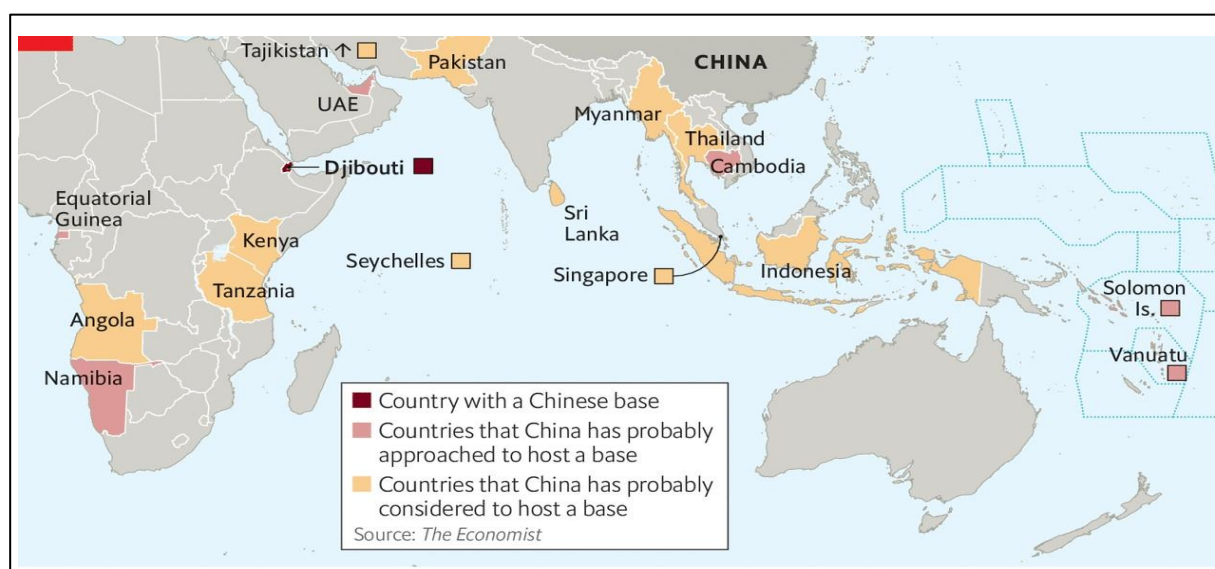 Tajikistan ↑
Pakistan
CHINA
UAE
Myanmar
Thailand
Djibouti
Cambodia
Equatorial
Guinea
Sri
Lanka
Kenya
Seychelles
Singapore
Indonesia
Tanzania
Solomon
Is.
Angola
Vanuatu
Namibia
Country with a Chinese base
Countries that China has probably
approached to host a base
Countries that China has probably
considered to host a base
Source: The Economist